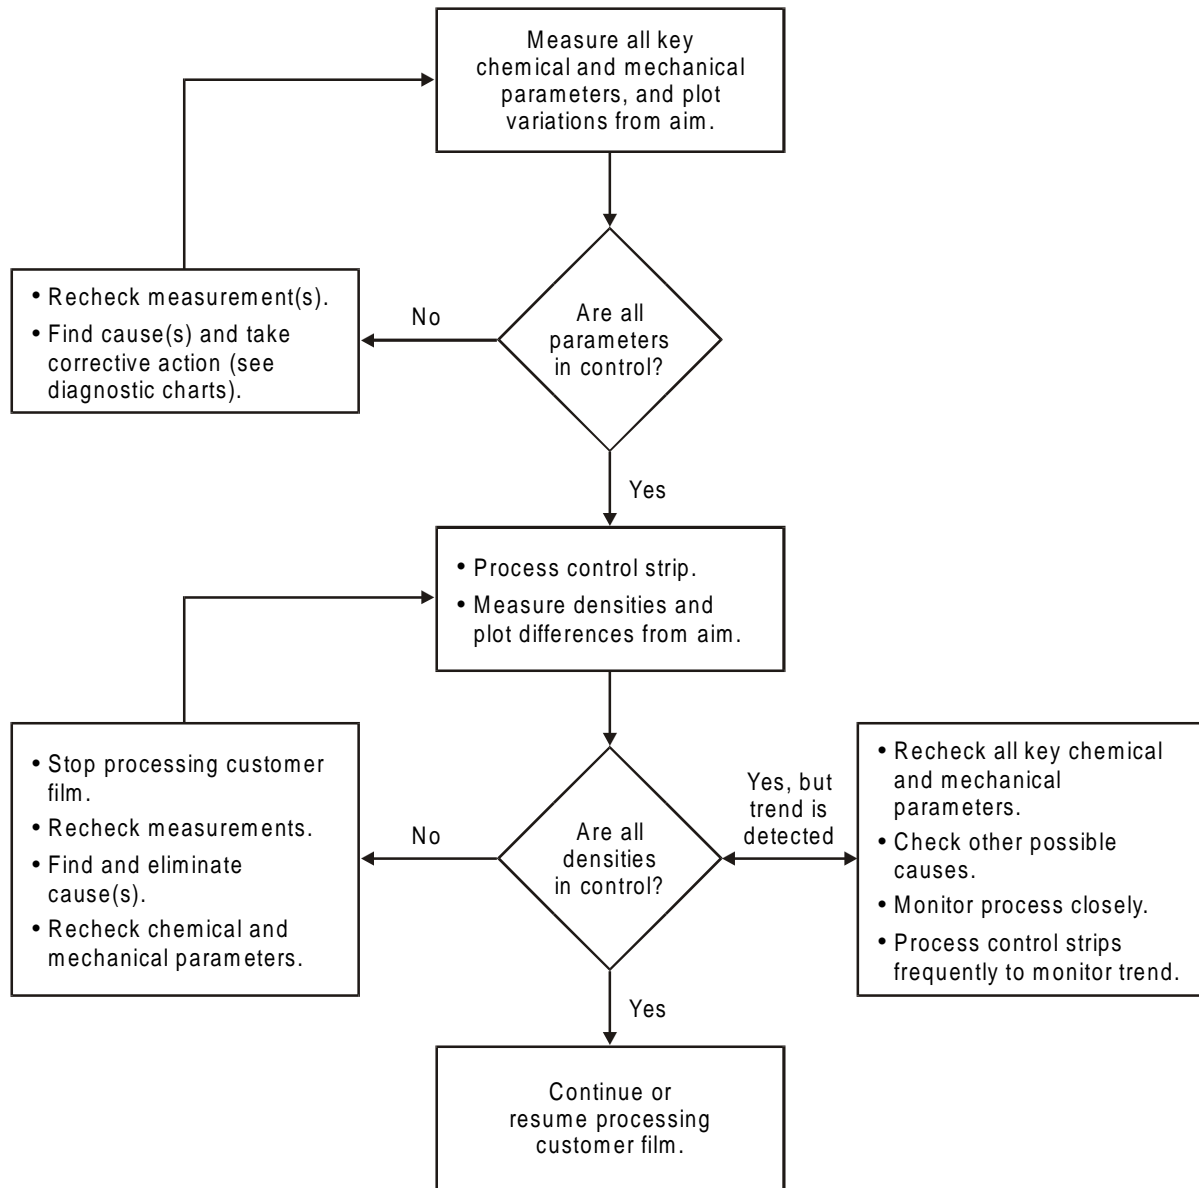 Measure all key
chemical and mechanical
parameters, and plot
variations from aim.
• Recheck measurement(s).
• Find cause(s) and take
corrective action (see
diagnostic charts).
No
Are all
parameters
in control?
Yes
• Process control strip.
• Measure densities and
plot differences from aim.
• Stop processing customer
film.
• Recheck measurements.
• Find and eliminate
cause(s).
• Recheck chemical and
mechanical parameters.
No
Are all
densities
in control?
Yes, but
trend is
detected
• Recheck all key chemical
and mechanical
parameters.
• Check other possible
causes.
• Monitor process closely.
• Process control strips
frequently to monitor trend.
Yes
Continue or
resume processing
customer film.